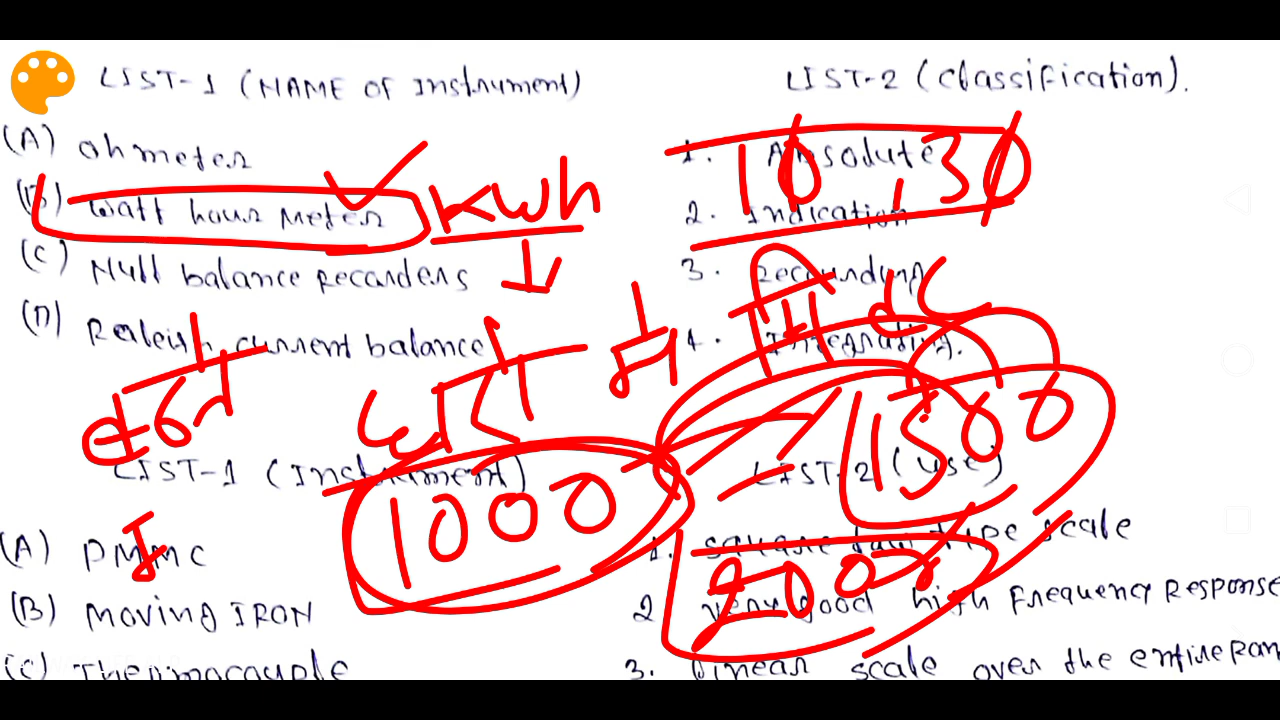 LIST-1 (NAME OF Instrument)
LIST-2 (Classification).
(A) Ohmeter
1. Absolute
10,30
(B) Watt hour Meter
KWh
2. Indication
(C) Null balance Recorders
3. Recording
dc
(D) Raleish current balance
4. Integrating.
LIST-1 (Instrument)
1000
LIST-2 (Use)
1500
(A) PMMC
1. square law type scale
2000
(B) MOVING IRON
2 very good high Frequency Response
(C) Thermocouple
3. Linear scale over the entire ran